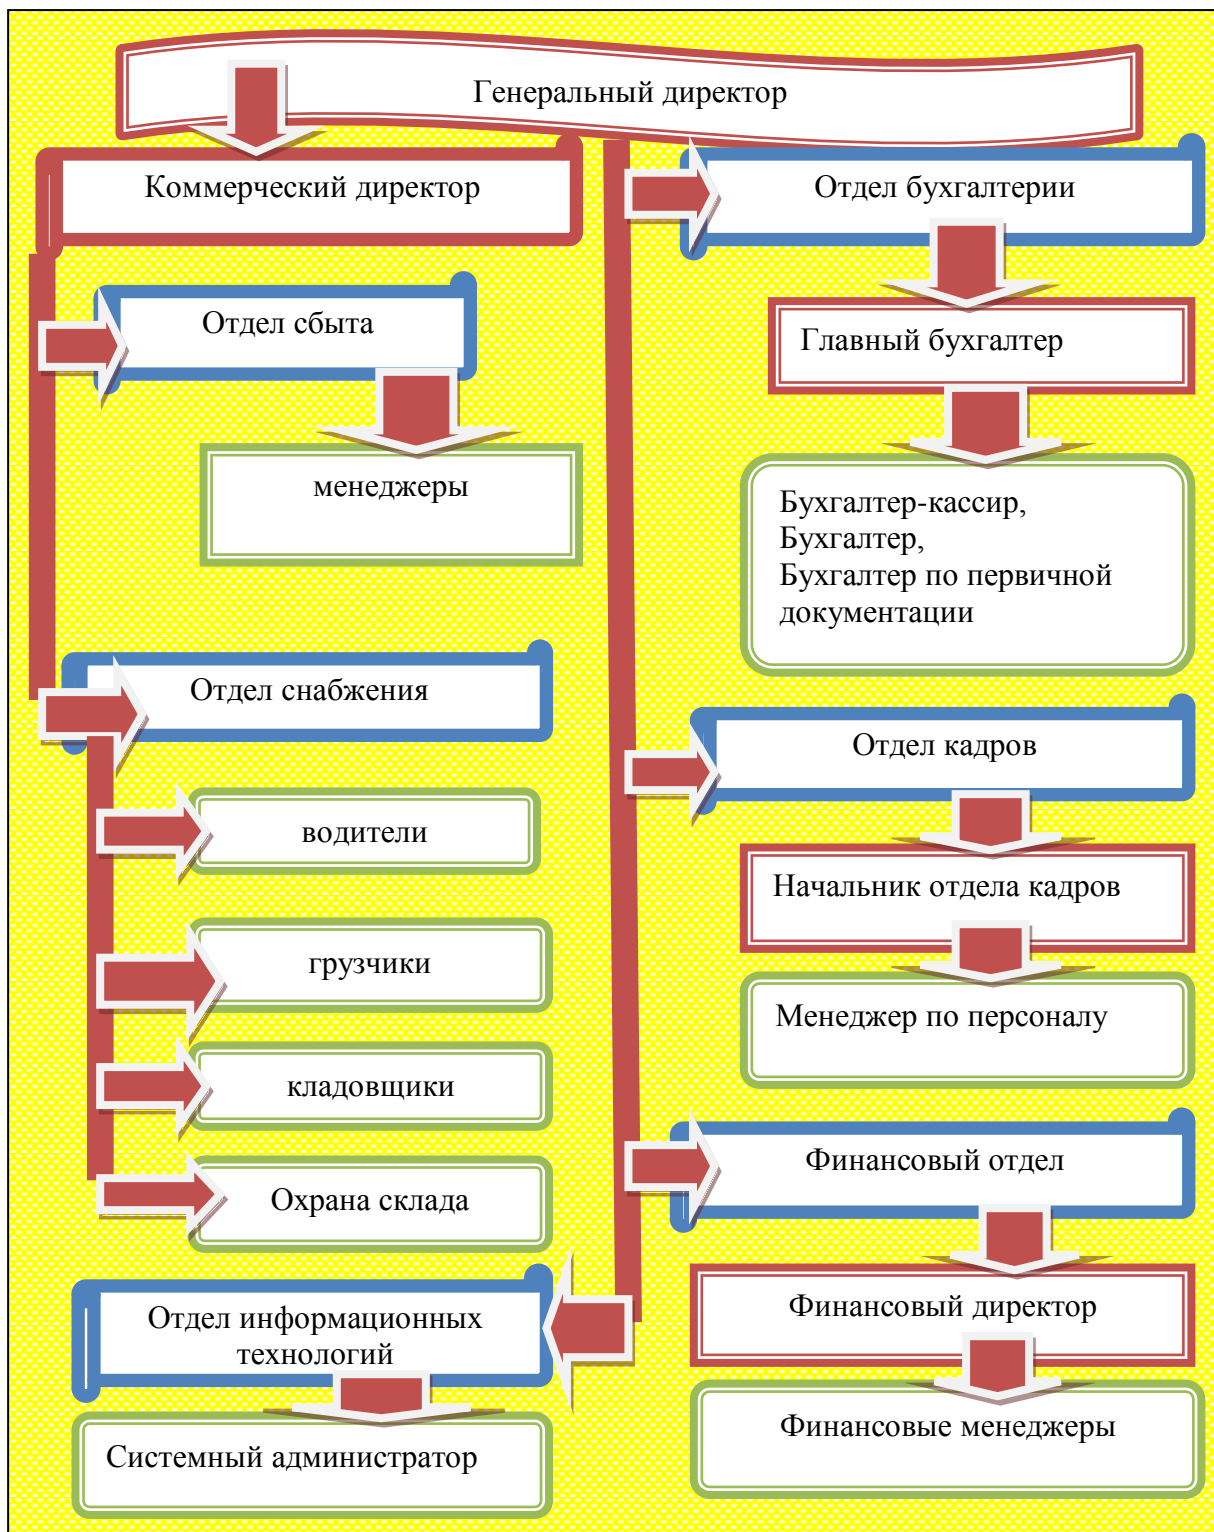 Генеральный директор
Коммерческий директор
Отдел сбыта
менеджеры
Отдел снабжения
водители
грузчики
кладовщики
Охрана склада
Отдел информационных
технологий
Системный администратор
Отдел бухгалтерии
Главный бухгалтер
Бухгалтер-кассир,
Бухгалтер,
Бухгалтер по первичной
документации
Отдел кадров
Начальник отдела кадров
Менеджер по персоналу
Финансовый отдел
Финансовый директор
Финансовые менеджеры